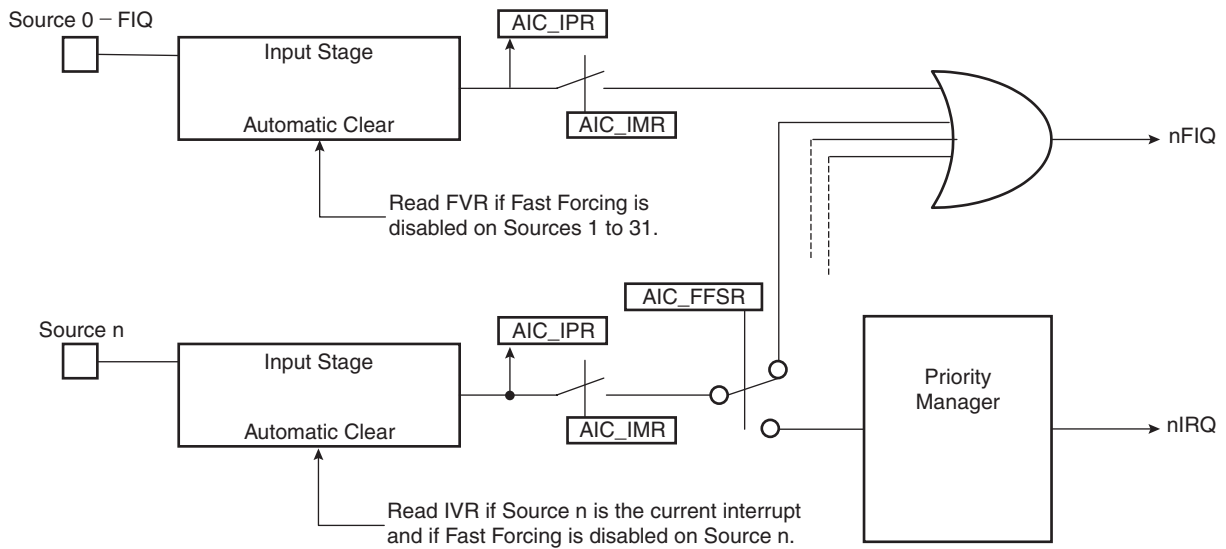 Source 0 – FIQ
AIC_IPR
Input Stage
Automatic Clear
AIC_IMR
nFIQ
Read FVR if Fast Forcing is
disabled on Sources 1 to 31.
AIC_FFSR
Source n
AIC_IPR
Input Stage
Automatic Clear
AIC_IMR
Priority
Manager
nIRQ
Read IVR if Source n is the current interrupt
and if Fast Forcing is disabled on Source n.